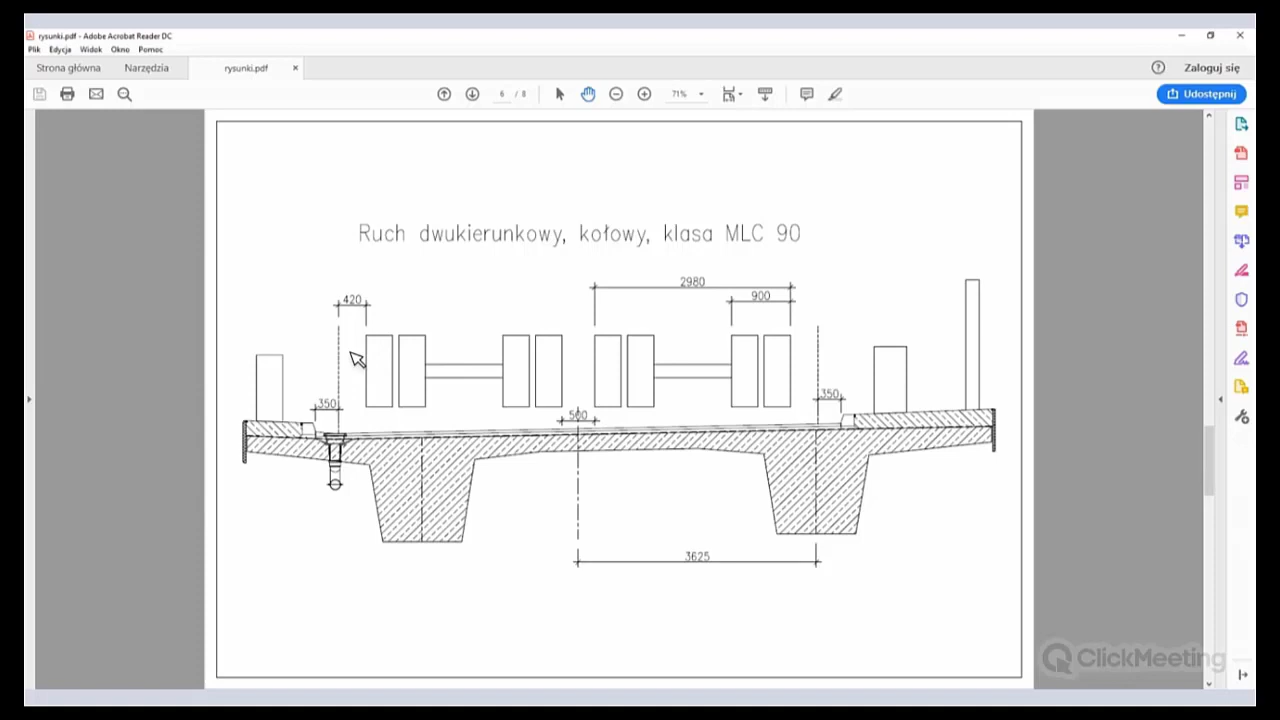 rysunki.pdf - Adobe Acrobat Reader DC
Plik Edycja Widok Okno Pomoc
Strona główna Narzędzia rysunki.pdf × Zaloguj się
6 / 8 71% Udostępnij
Ruch dwukierunkowy, kołowy, klasa MLC 90
2980
420 900
350 350
500
3625
ClickMeeting